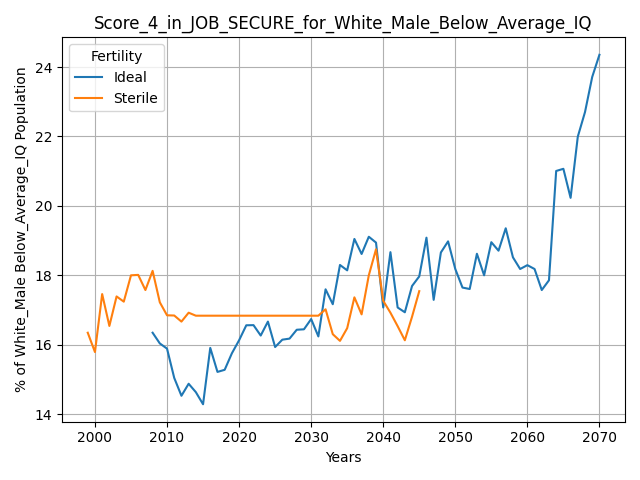 Score_4_in_JOB_SECURE_for_White_Male_Below_Average_IQ
Fertility
Ideal
Sterile
% of White_Male Below_Average_IQ Population
24
22
20
18
16
14
2000 2010 2020 2030 2040 2050 2060 2070
Years